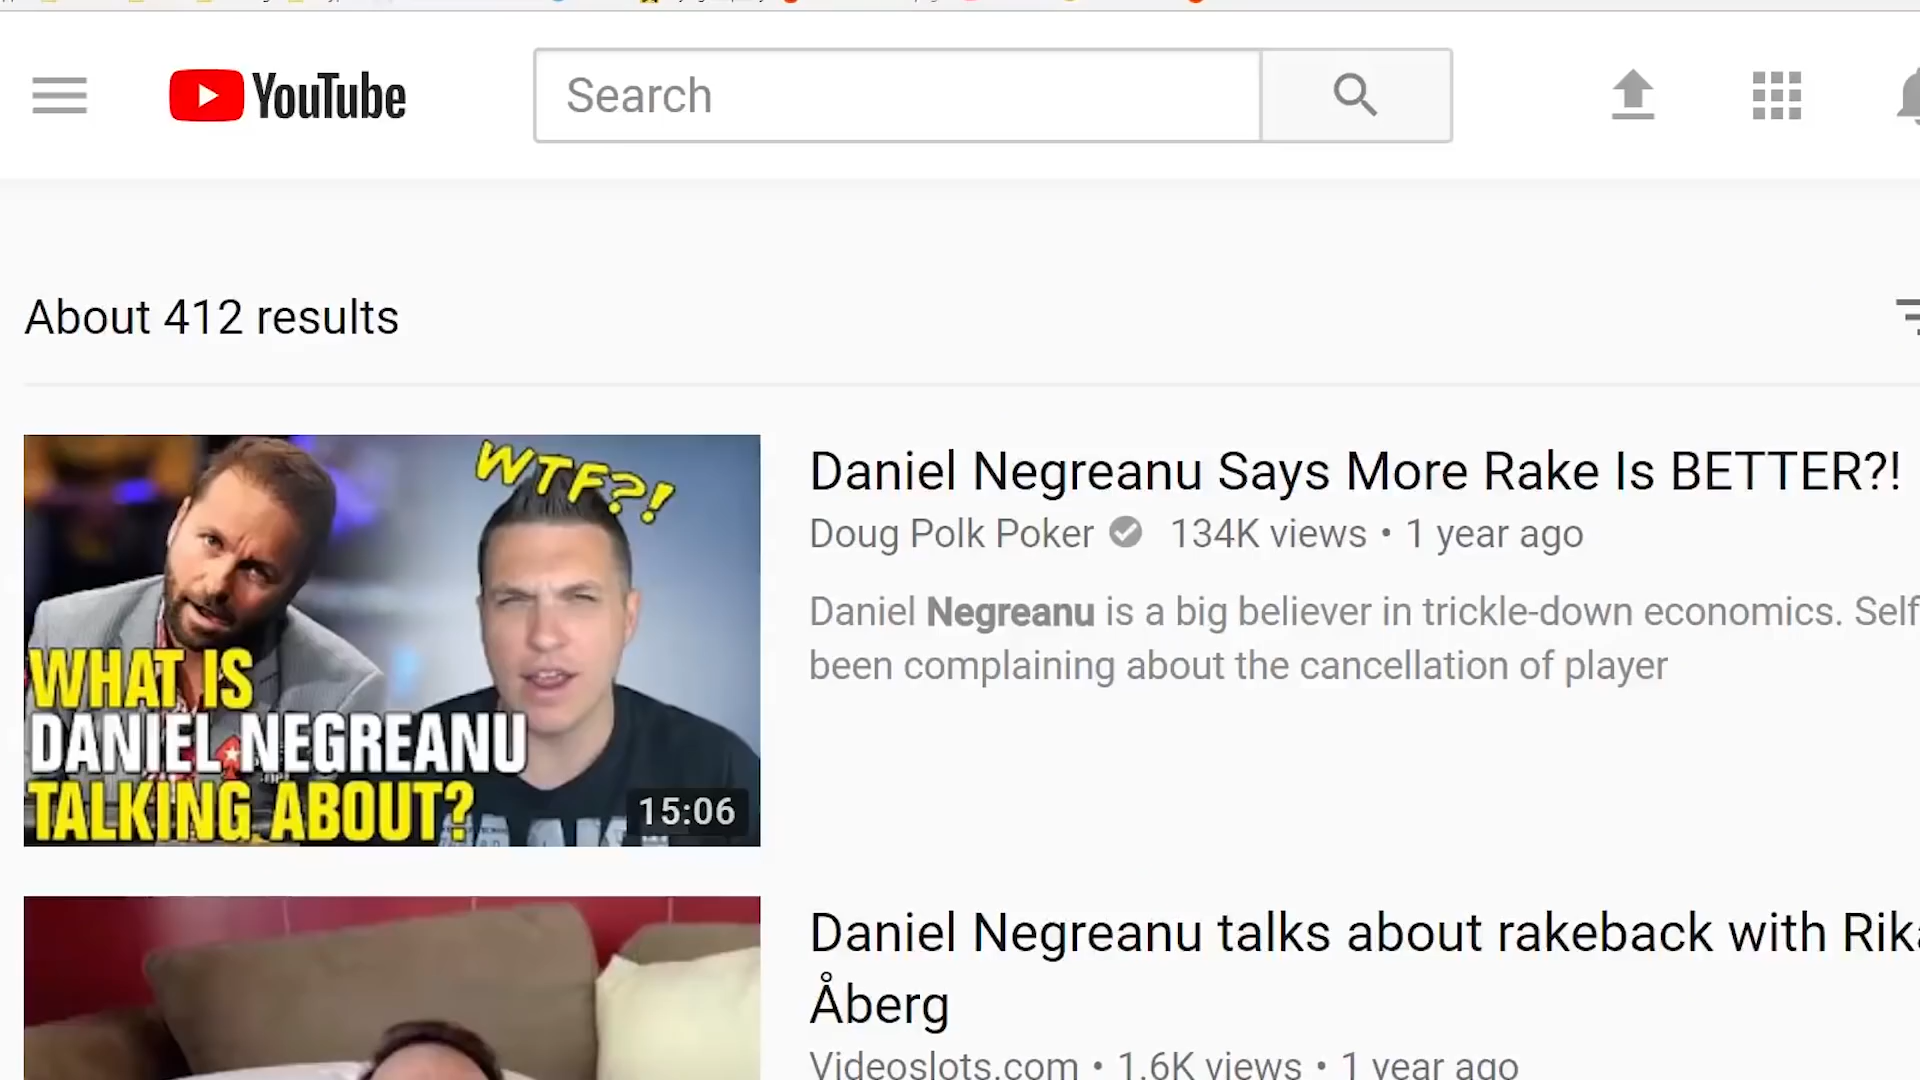 YouTube
Search
About 412 results
WTF?!
WHAT IS
DANIEL NEGREANU
TALKING ABOUT?
15:06
Daniel Negreanu Says More Rake Is BETTER?!
Doug Polk Poker 134K views • 1 year ago
Daniel Negreanu is a big believer in trickle-down economics. Self
been complaining about the cancellation of player
Daniel Negreanu talks about rakeback with Rik
Åberg
Videoslots.com • 1.6K views • 1 year ago